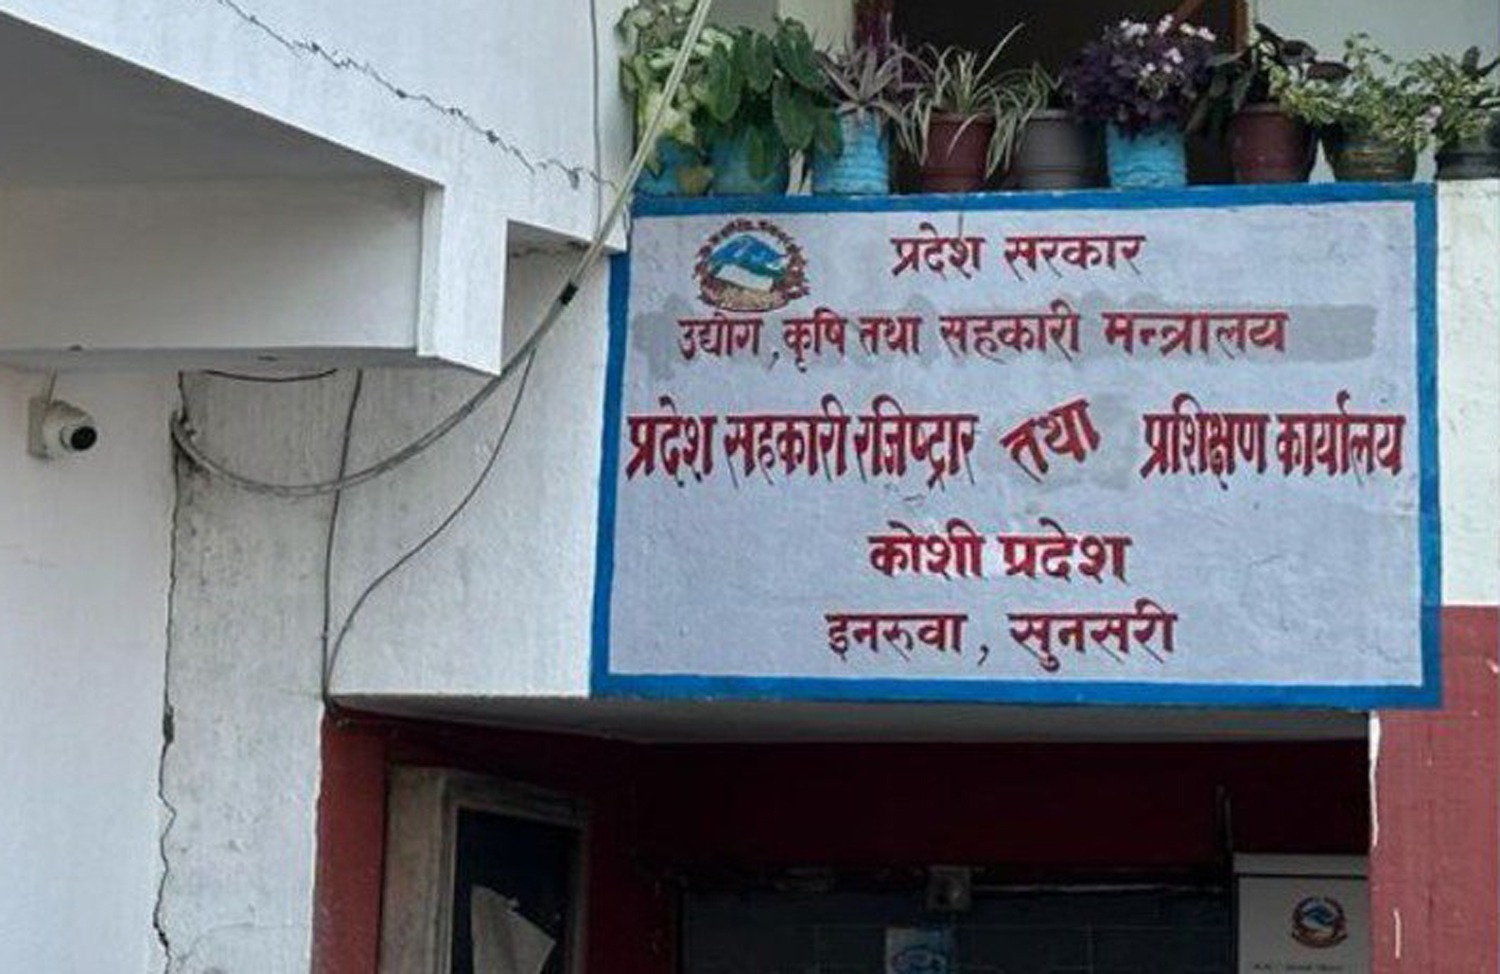 प्रदेश सरकार
उद्योग, कृषि तथा सहकारी मन्त्रालय
प्रदेश सहकारी रजिष्ट्रार तथा प्रशिक्षण कार्यालय
कोशी प्रदेश
इनरूवा, सुनसरी